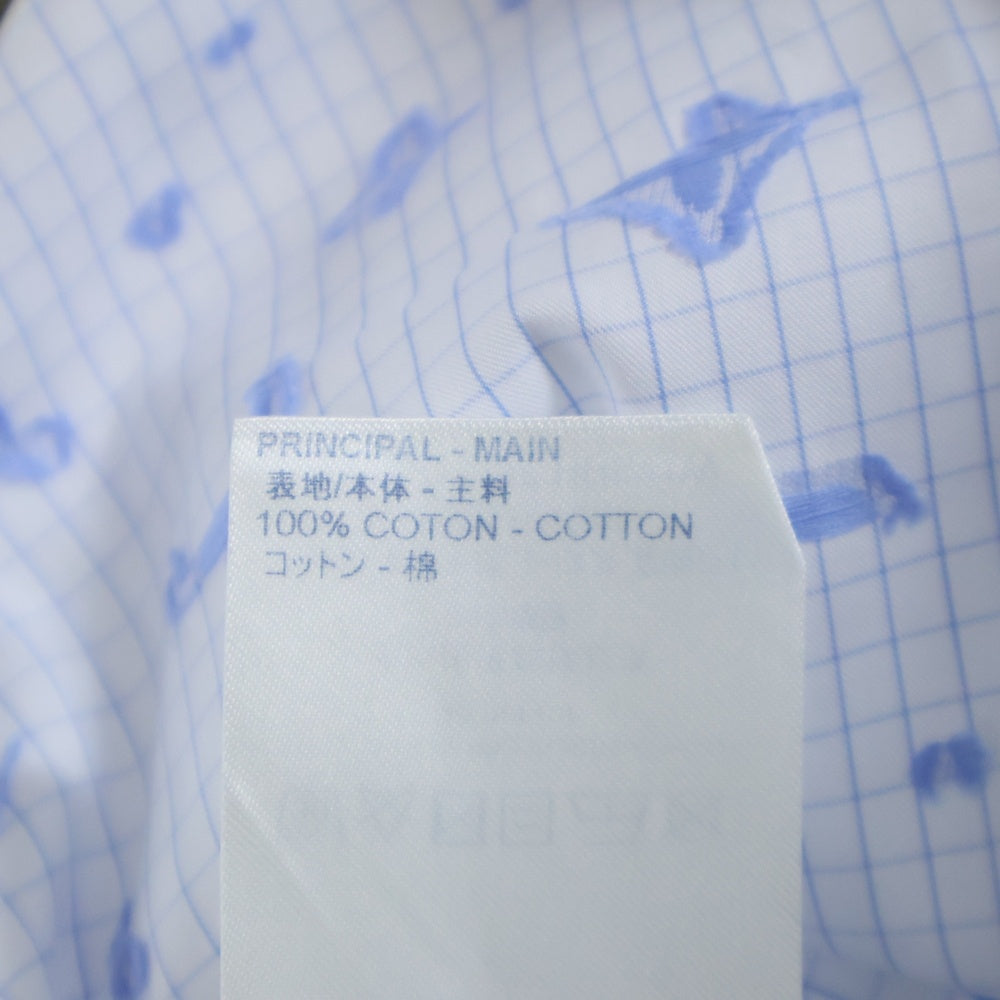 PRINCIPAL - MAIN
表地/本体 - 主料
100% COTON - COTTON
コットン - 棉